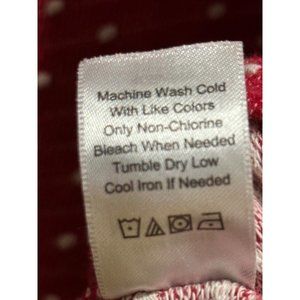 Machine Wash Cold
With Like Colors
Only Non-Chlorine
Bleach When Needed
Tumble Dry Low
Cool Iron If Needed